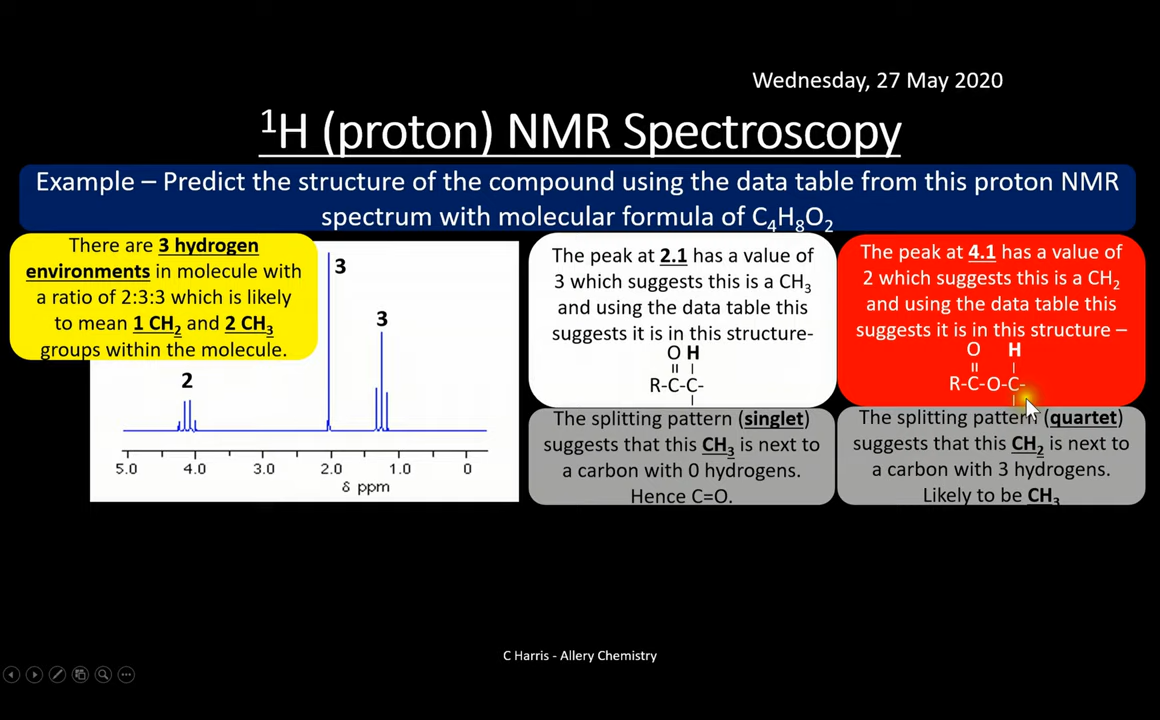 Wednesday, 27 May 2020
¹H (proton) NMR Spectroscopy
Example – Predict the structure of the compound using the data table from this proton NMR
spectrum with molecular formula of C₄H₈O₂
There are 3 hydrogen
environments in molecule with
a ratio of 2:3:3 which is likely
to mean 1 CH₂ and 2 CH₃
groups within the molecule.
3
3
2
5.0 4.0 3.0 2.0 1.0 0
δ ppm
The peak at 2.1 has a value of
3 which suggests this is a CH₃
and using the data table this
suggests it is in this structure-
O H
R-C-C-
The splitting pattern (singlet)
suggests that this CH₃ is next to
a carbon with 0 hydrogens.
Hence C=O.
The peak at 4.1 has a value of
2 which suggests this is a CH₂
and using the data table this
suggests it is in this structure –
O H
R-C-O-C-
The splitting pattern (quartet)
suggests that this CH₂ is next to
a carbon with 3 hydrogens.
Likely to be CH₃
C Harris - Allery Chemistry